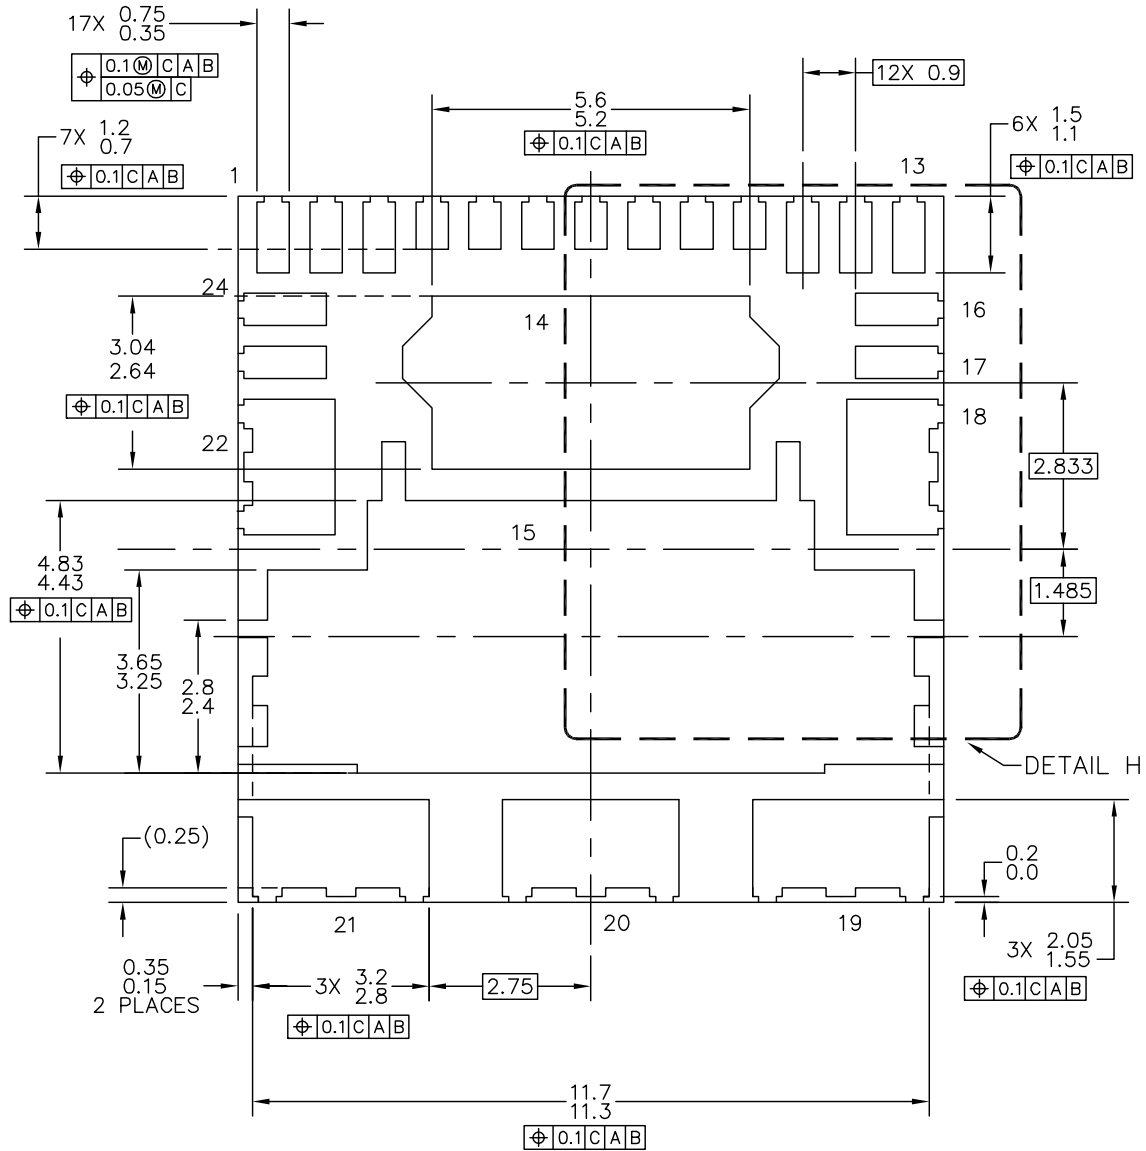 17X 0.75
0.35
⌖ 0.1 Ⓜ C A B
0.05 Ⓜ C
7X 1.2
0.7
⌖ 0.1 C A B
5.6
5.2
⌖ 0.1 C A B
12X 0.9
6X 1.5
1.1
⌖ 0.1 C A B
1
13
24
14
16
3.04
2.64
⌖ 0.1 C A B
17
22
18
2.833
15
4.83
4.43
⌖ 0.1 C A B
1.485
3.65
3.25
2.8
2.4
DETAIL H
(0.25)
0.2
0.0
21
20
19
3X 2.05
1.55
⌖ 0.1 C A B
0.35
0.15
2 PLACES
3X 3.2
2.8
⌖ 0.1 C A B
2.75
11.7
11.3
⌖ 0.1 C A B